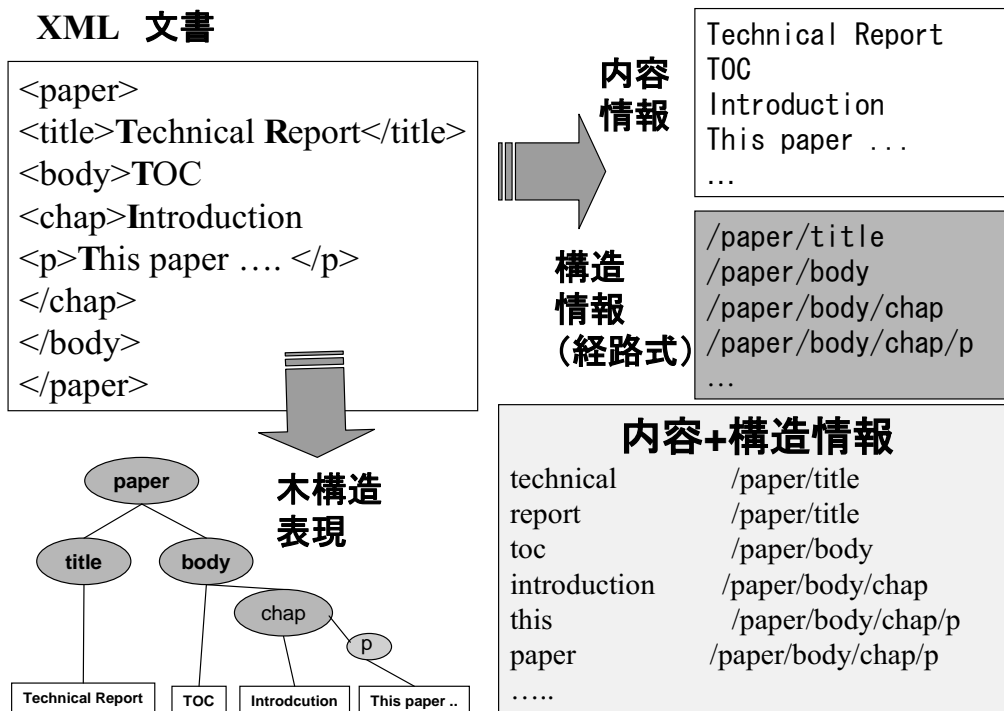 XML 文書
<paper>
<title>Technical Report</title>
<body>TOC
<chap>Introduction
<p>This paper …. </p>
</chap>
</body>
</paper>
内容
情報
Technical Report
TOC
Introduction
This paper ...
...
構造
情報
（経路式）
/paper/title
/paper/body
/paper/body/chap
/paper/body/chap/p
...
木構造
表現
paper
title
body
chap
p
Technical Report
TOC
Introdcution
This paper ..
内容+構造情報
technical /paper/title
report /paper/title
toc /paper/body
introduction /paper/body/chap
this /paper/body/chap/p
paper /paper/body/chap/p
…..